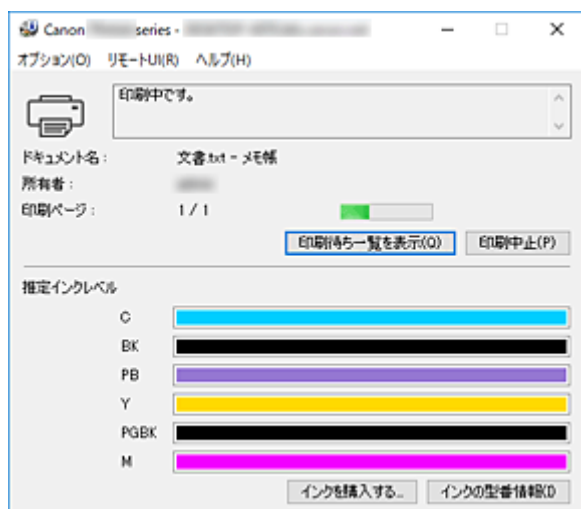 Canon series -
オプション(O) リモートUI(R) ヘルプ(H)
印刷中です。
ドキュメント名: 文書.txt - メモ帳
所有者:
印刷ページ: 1 / 1
印刷待ち一覧を表示(Q) 印刷中止(P)
推定インクレベル
C
BK
PB
Y
PGBK
M
インクを購入する... インクの型番情報(I)